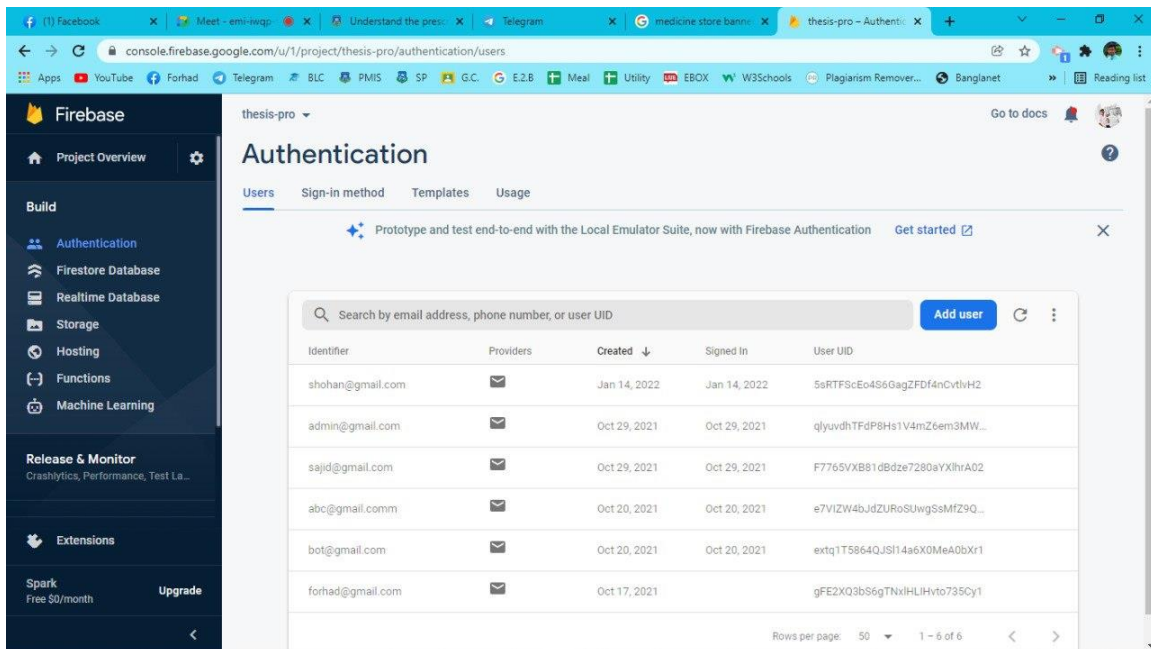 (1) Facebook
Meet - emi-iwqp
Understand the presc
Telegram
medicine store banne
thesis-pro – Authentic
console.firebase.google.com/u/1/project/thesis-pro/authentication/users
Apps YouTube Forhad Telegram BLC PMIS SP G.C. E.2.B Meal Utility EBOX W3Schools Plagiarism Remover... Banglanet » Reading list
Firebase
thesis-pro
Go to docs
Project Overview
Authentication
Users Sign-in method Templates Usage
Build
Prototype and test end-to-end with the Local Emulator Suite, now with Firebase Authentication Get started
Authentication
Firestore Database
Realtime Database
Storage
Hosting
Functions
Machine Learning
Release & Monitor
Crashlytics, Performance, Test La...
Extensions
Spark
Free $0/month
Upgrade
Search by email address, phone number, or user UID
Add user
Identifier Providers Created Signed In User UID
shohan@gmail.com Jan 14, 2022 Jan 14, 2022 5sRTFScEo4S6GagZFDf4nCvtlvH2
admin@gmail.com Oct 29, 2021 Oct 29, 2021 qlyuvdhTFdP8Hs1V4mZ6em3MW...
sajid@gmail.com Oct 29, 2021 Oct 29, 2021 F7765VXB81dBdze7280aYXlhrA02
abc@gmail.comm Oct 20, 2021 Oct 20, 2021 e7VIZW4bJdZURoSUwgSsMfZ9Q...
bot@gmail.com Oct 20, 2021 Oct 20, 2021 extq1T5864QJSl14a6X0MeA0bXr1
forhad@gmail.com Oct 17, 2021 gFE2XQ3bS6gTNxlHLlHvto735Cy1
Rows per page: 50 1 – 6 of 6